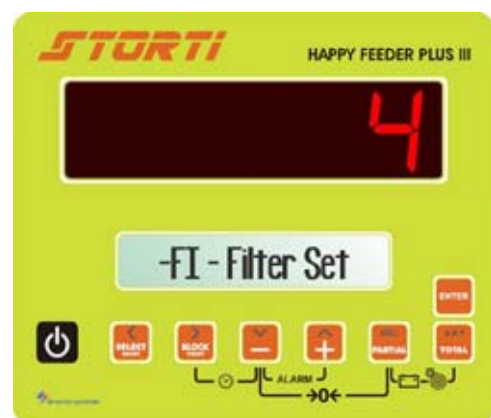 STORTI
HAPPY FEEDER PLUS III
4
-FI - Filter Set
ENTER
SELECT
BLOCK
PARTIAL
TOTAL
ALARM
→0←